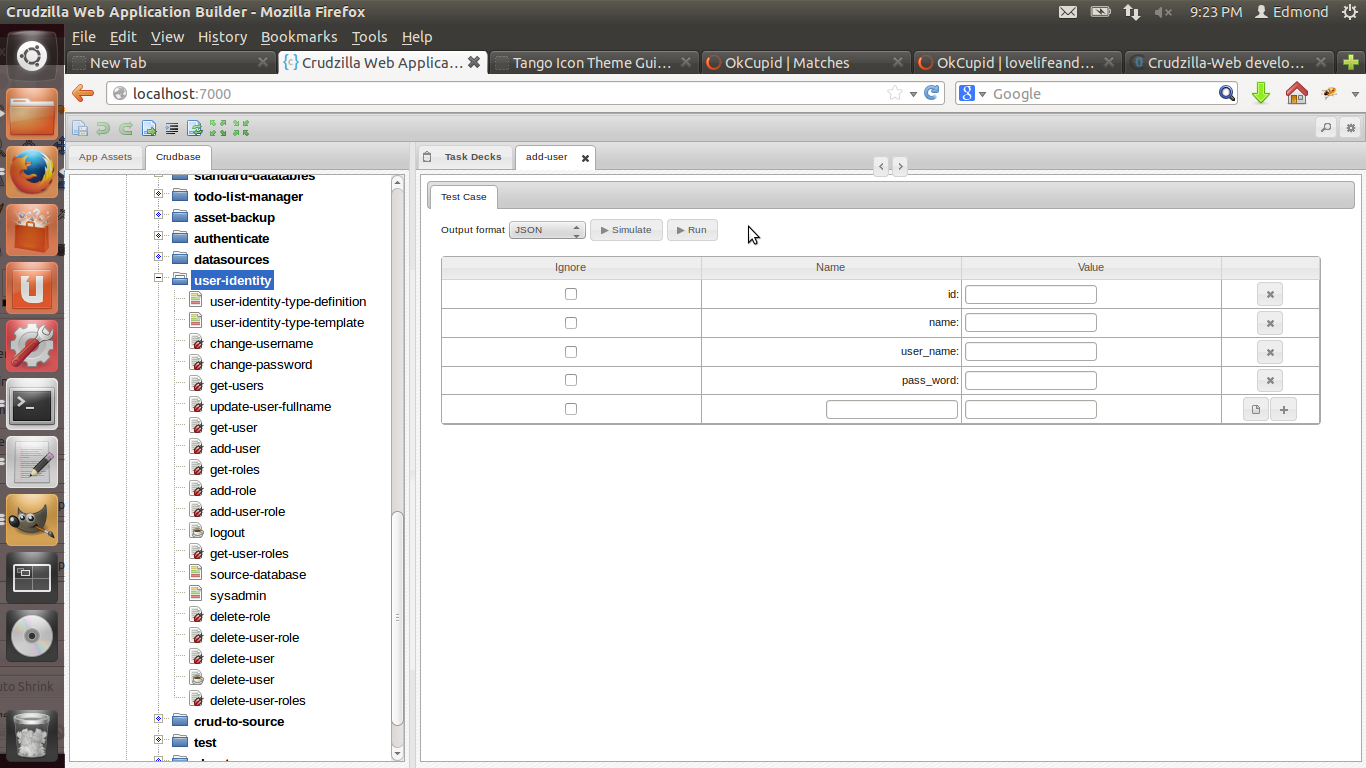 Crudzilla Web Application Builder - Mozilla Firefox
9:23 PM Edmond
File Edit View History Bookmarks Tools Help
New Tab
{c} Crudzilla Web Applica...
Tango Icon Theme Gui...
OkCupid | Matches
OkCupid | lovelifeand...
Crudzilla-Web develo...
localhost:7000
Google
App Assets
Crudbase
standard-datatables
todo-list-manager
asset-backup
authenticate
datasources
user-identity
user-identity-type-definition
user-identity-type-template
change-username
change-password
get-users
update-user-fullname
get-user
add-user
get-roles
add-role
add-user-role
logout
get-user-roles
source-database
sysadmin
delete-role
delete-user-role
delete-user
delete-user
delete-user-roles
crud-to-source
test
Task Decks
add-user
Test Case
Output format JSON Simulate Run
Ignore Name Value
id:
name:
user_name:
pass_word:
uto Shrink